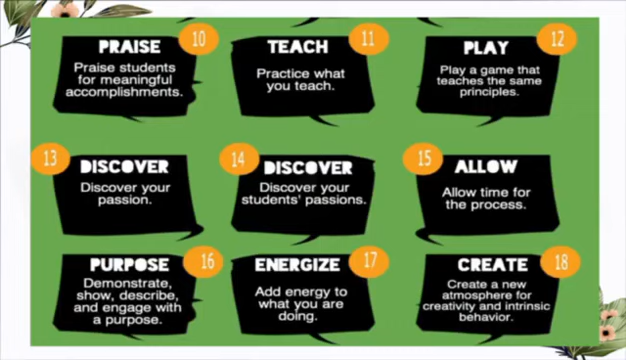 PRAISE 10
Praise students
for meaningful
accomplishments.
TEACH 11
Practice what
you teach.
PLAY 12
Play a game that
teaches the same
principles.
13 DISCOVER
Discover your
passion.
14 DISCOVER
Discover your
students' passions.
15 ALLOW
Allow time for
the process.
PURPOSE 16
Demonstrate,
show, describe,
and engage with
a purpose.
ENERGIZE 17
Add energy to
what you are
doing.
CREATE 18
Create a new
atmosphere for
creativity and intrinsic
behavior.